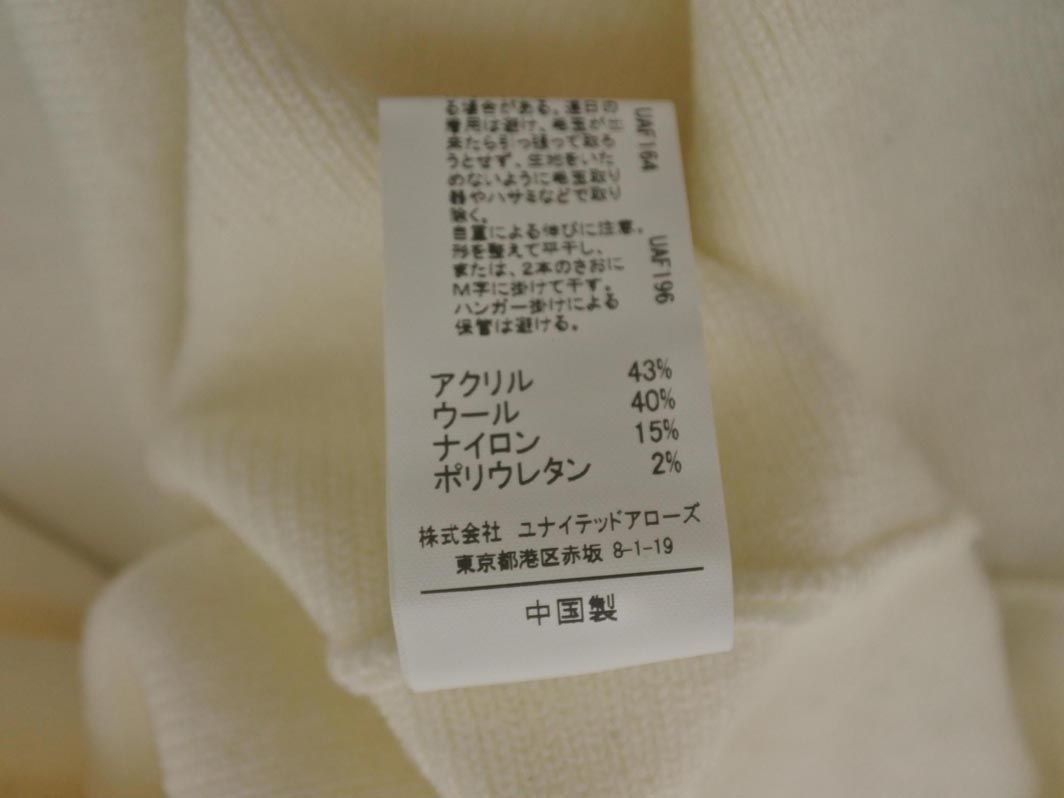 る場合がある。連日の
着用は避け、毛玉が出
来たら引っ張って取ろ
うとせず、生地をいた
めないように毛玉取り
器やハサミなどで取り
除く。
自重による伸びに注意。
形を整えて平干し、
または、2本のさおに
M字に掛けて干す。
ハンガー掛けによる
保管は避ける。
UAF164
UAF196
アクリル 43%
ウール 40%
ナイロン 15%
ポリウレタン 2%
株式会社 ユナイテッドアローズ
東京都港区赤坂 8-1-19
中国製